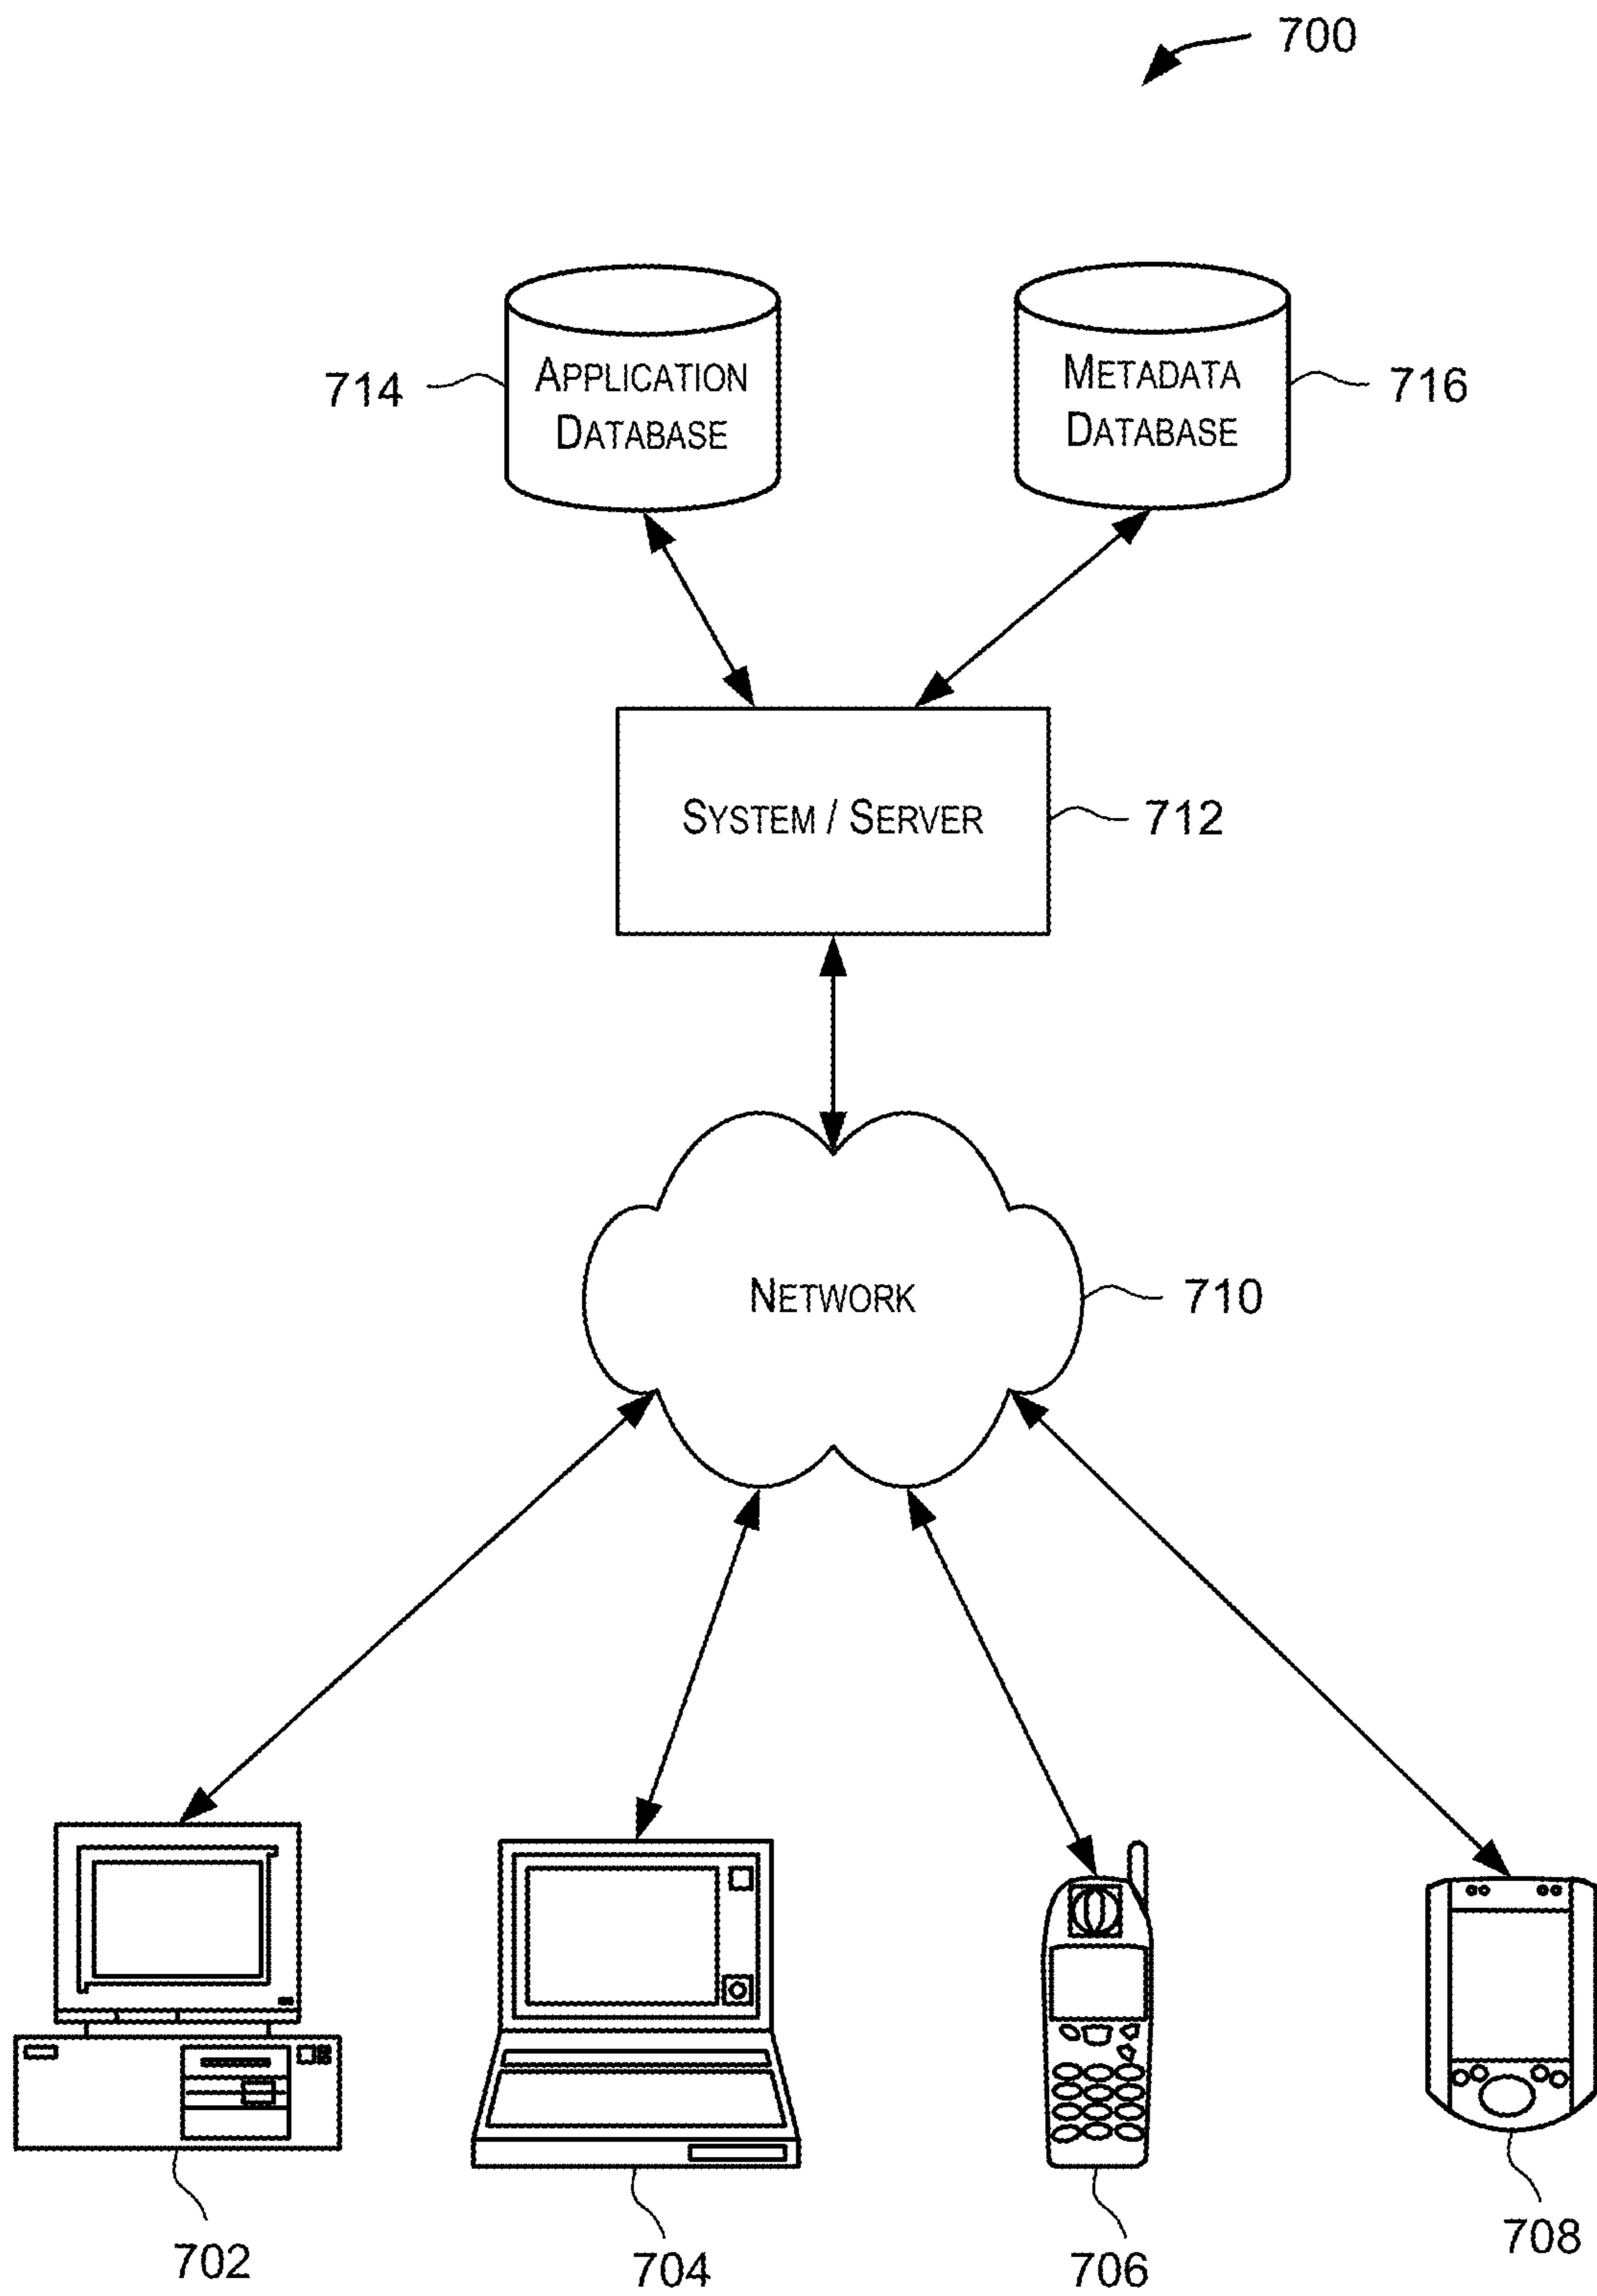 700
714
APPLICATION
DATABASE
METADATA
DATABASE
716
SYSTEM / SERVER
712
NETWORK
710
702
704
706
708